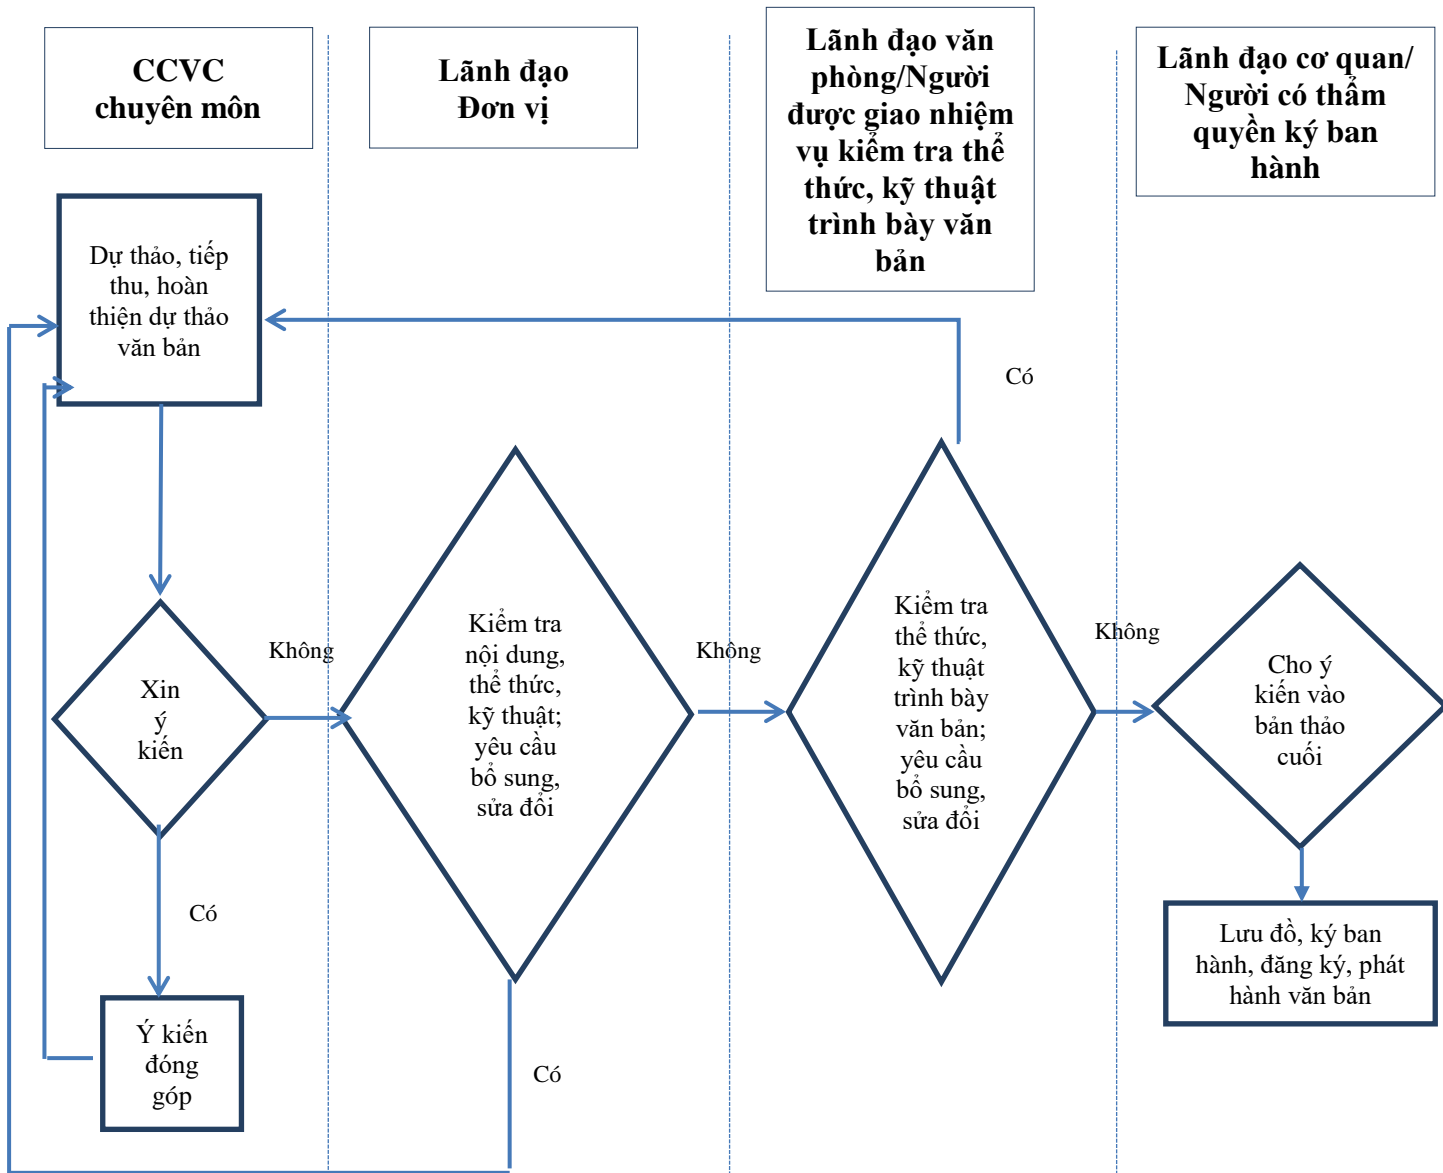 CCVC
chuyên môn
Lãnh đạo
Đơn vị
Lãnh đạo văn
phòng/Người
được giao nhiệm
vụ kiểm tra thể
thức, kỹ thuật
trình bày văn
bản
Lãnh đạo cơ quan/
Người có thẩm
quyền ký ban
hành
Dự thảo, tiếp
thu, hoàn
thiện dự thảo
văn bản
Có
Xin
ý
kiến
Không
Kiểm tra
nội dung,
thể thức,
kỹ thuật;
yêu cầu
bổ sung,
sửa đổi
Không
Kiểm tra
thể thức,
kỹ thuật
trình bày
văn bản;
yêu cầu
bổ sung,
sửa đổi
Không
Cho ý
kiến vào
bản thảo
cuối
Có
Lưu đồ, ký ban
hành, đăng ký, phát
hành văn bản
Ý kiến
đóng
góp
Có